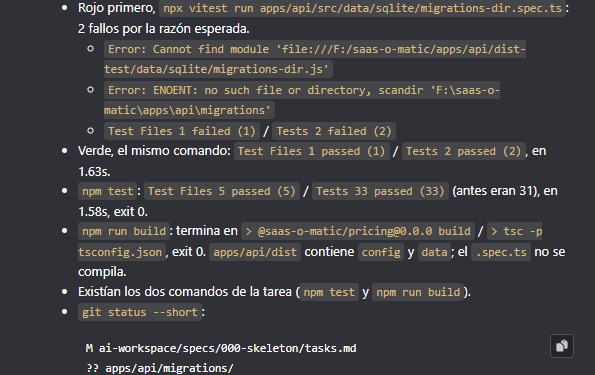 Rojo primero, npx vitest run apps/api/src/data/sqlite/migrations-dir.spec.ts:
2 fallos por la razón esperada.
Error: Cannot find module 'file:///F:/saas-o-matic/apps/api/dist-
test/data/sqlite/migrations-dir.js'
Error: ENOENT: no such file or directory, scandir 'F:\saas-o-
matic\apps\api\migrations'
Test Files 1 failed (1) / Tests 2 failed (2)
Verde, el mismo comando: Test Files 1 passed (1) / Tests 2 passed (2), en
1.63s.
npm test: Test Files 5 passed (5) / Tests 33 passed (33) (antes eran 31), en
1.58s, exit 0.
npm run build: termina en > @saas-o-matic/pricing@0.0.0 build / > tsc -p
tsconfig.json, exit 0. apps/api/dist contiene config y data; el .spec.ts no se
compila.
Existían los dos comandos de la tarea (npm test y npm run build).
git status --short:
M ai-workspace/specs/000-skeleton/tasks.md
?? apps/api/migrations/